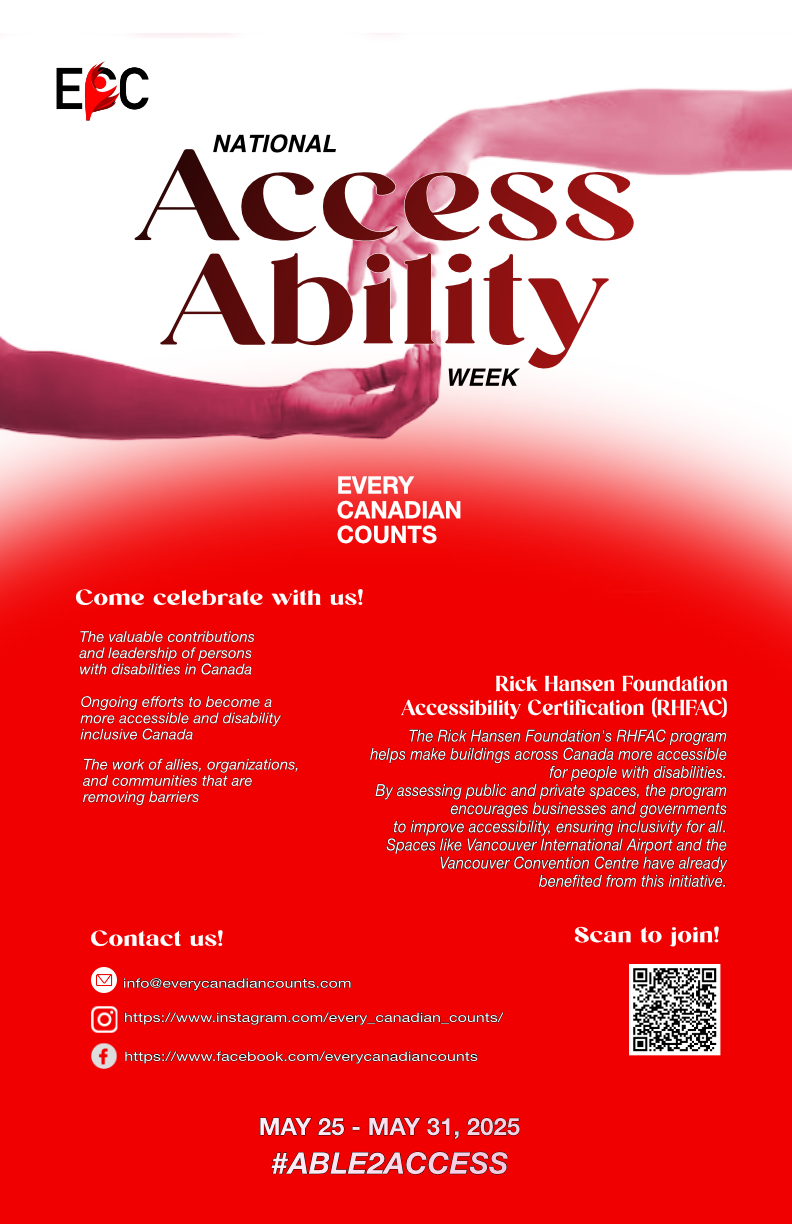 ECC
NATIONAL
Access
Ability
WEEK
EVERY
CANADIAN
COUNTS
Come celebrate with us!
The valuable contributions
and leadership of persons
with disabilities in Canada
Ongoing efforts to become a
more accessible and disability
inclusive Canada
The work of allies, organizations,
and communities that are
removing barriers
Rick Hansen Foundation
Accessibility Certification (RHFAC)
The Rick Hansen Foundation's RHFAC program
helps make buildings across Canada more accessible
for people with disabilities.
By assessing public and private spaces, the program
encourages businesses and governments
to improve accessibility, ensuring inclusivity for all.
Spaces like Vancouver International Airport and the
Vancouver Convention Centre have already
benefited from this initiative.
Contact us!
info@everycanadiancounts.com
https://www.instagram.com/every_canadian_counts/
https://www.facebook.com/everycanadiancounts
Scan to join!
MAY 25 - MAY 31, 2025
#ABLE2ACCESS